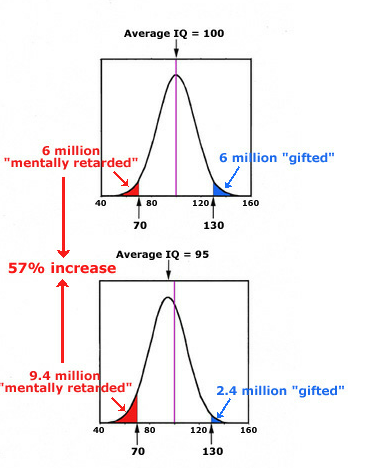 Average IQ = 100
6 million
"mentally retarded"
6 million "gifted"
40 80 120 160
70 130
57% increase
Average IQ = 95
9.4 million
"mentally retarded"
2.4 million "gifted"
40 80 120 160
70 130